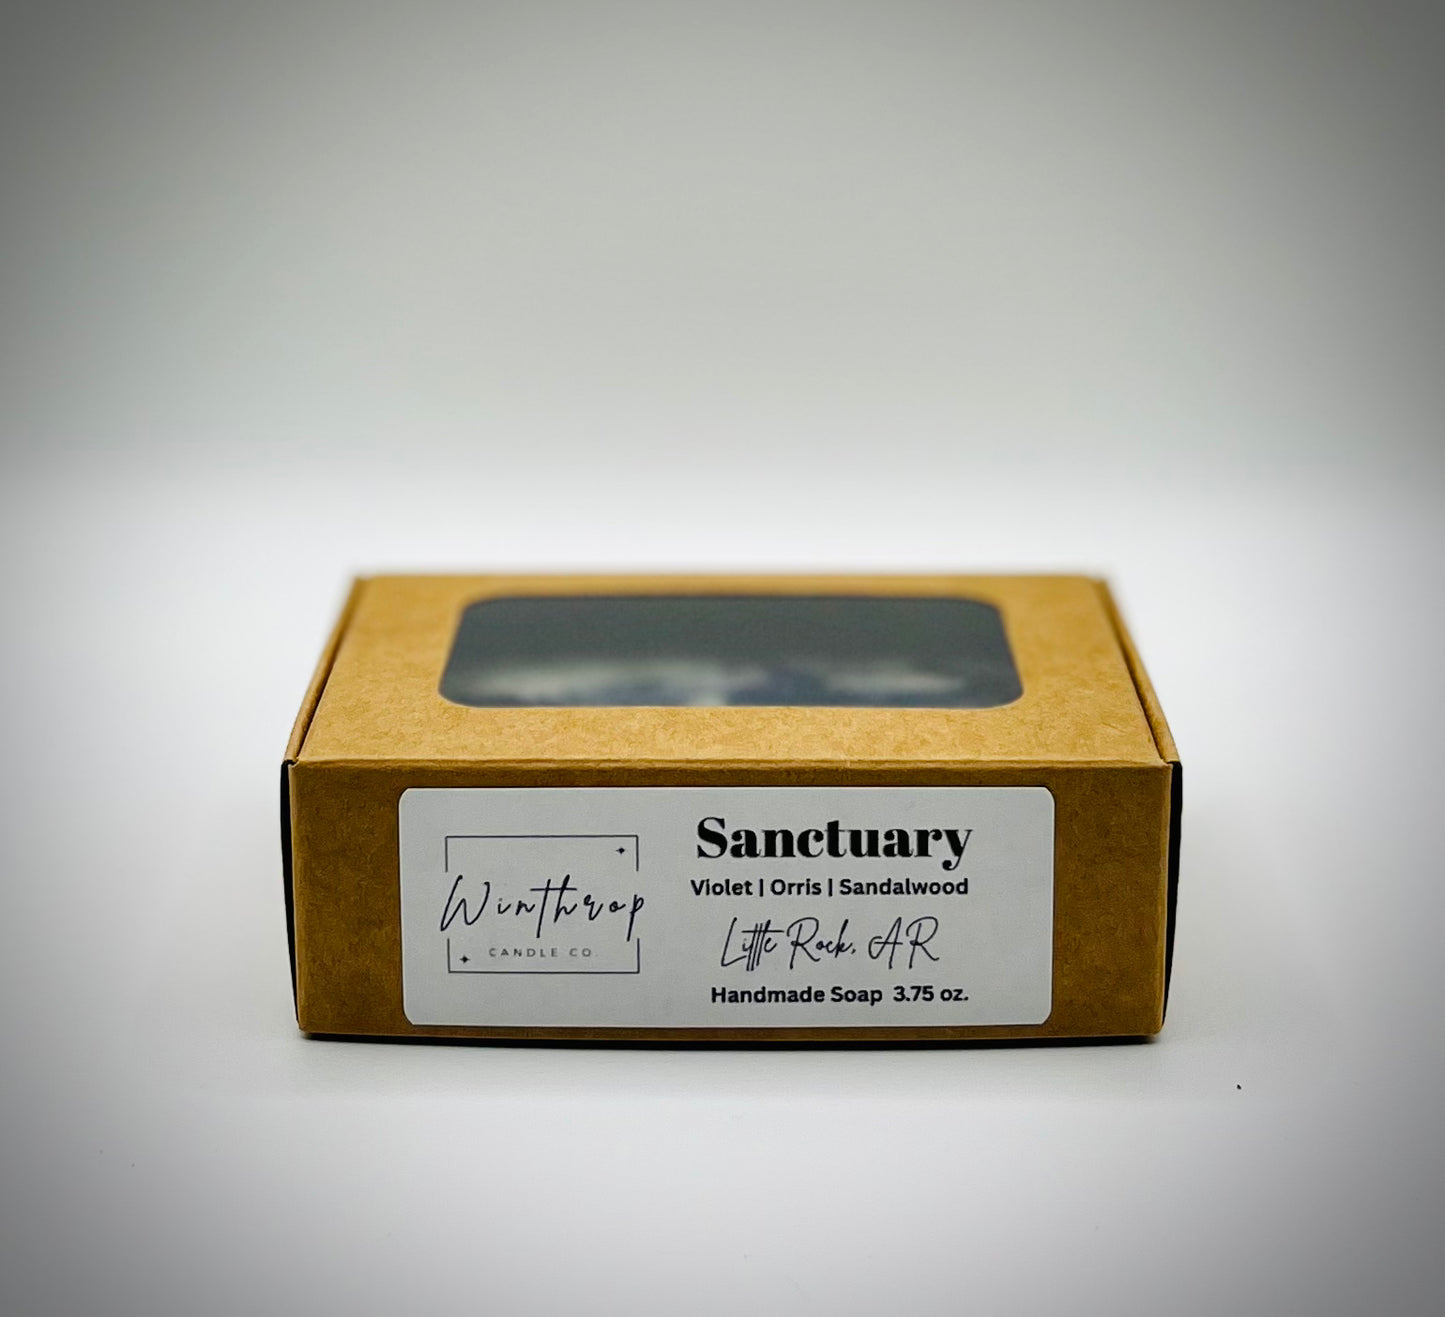 Winthrop
CANDLE CO.
Sanctuary
Violet | Orris | Sandalwood
Little Rock, AR
Handmade Soap 3.75 oz.